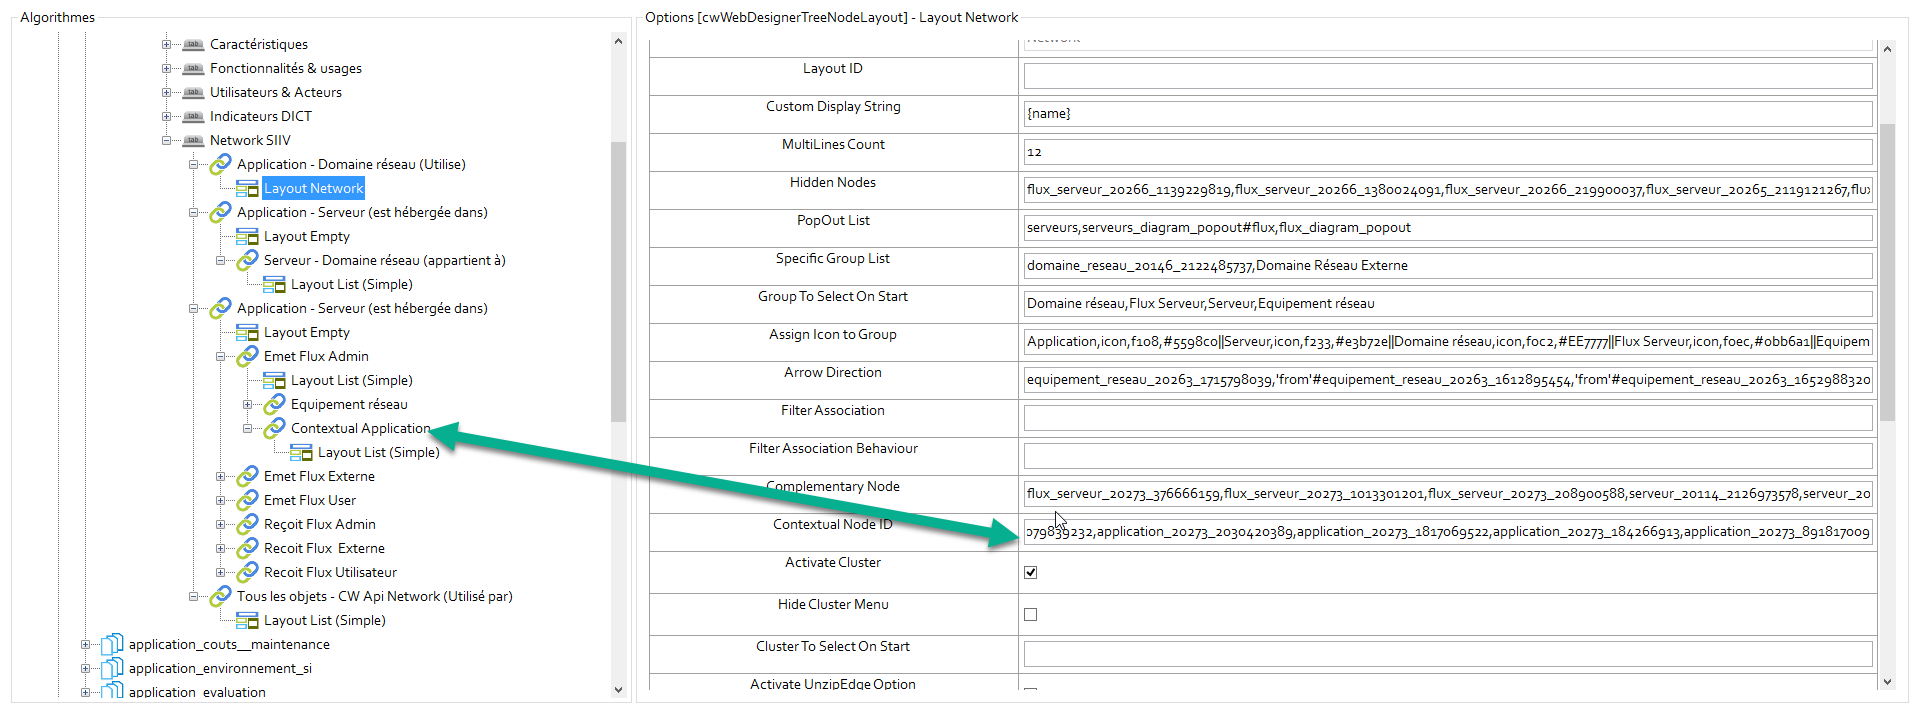 Algorithmes
Caractéristiques
Fonctionnalités & usages
Utilisateurs & Acteurs
Indicateurs DICT
Network SIIV
Application - Domaine réseau (Utilise)
Layout Network
Application - Serveur (est hébergée dans)
Layout Empty
Serveur - Domaine réseau (appartient à)
Layout List (Simple)
Application - Serveur (est hébergée dans)
Layout Empty
Emet Flux Admin
Layout List (Simple)
Equipement réseau
Contextual Application
Layout List (Simple)
Emet Flux Externe
Emet Flux User
Reçoit Flux Admin
Recoit Flux  Externe
Recoit Flux Utilisateur
Tous les objets - CW Api Network (Utilisé par)
Layout List (Simple)
application_couts__maintenance
application_environnement_si
application_evaluation
Options [cwWebDesignerTreeNodeLayout] - Layout Network
Network
Layout ID
Custom Display String
{name}
MultiLines Count
12
Hidden Nodes
flux_serveur_20266_1139229819,flux_serveur_20266_1380024091,flux_serveur_20266_219900037,flux_serveur_20265_2119121267,flux
PopOut List
serveurs,serveurs_diagram_popout#flux,flux_diagram_popout
Specific Group List
domaine_reseau_20146_2122485737,Domaine Réseau Externe
Group To Select On Start
Domaine réseau,Flux Serveur,Serveur,Equipement réseau
Assign Icon to Group
Application,icon,f108,#5598c0||Serveur,icon,f233,#e3b72e||Domaine réseau,icon,f0c2,#EE7777||Flux Serveur,icon,f0ec,#0bb6a1||Equipem
Arrow Direction
equipement_reseau_20263_1715798039,'from'#equipement_reseau_20263_1612895454,'from'#equipement_reseau_20263_1652988320
Filter Association
Filter Association Behaviour
Complementary Node
flux_serveur_20273_376666159,flux_serveur_20273_1013301201,flux_serveur_20273_208900588,serveur_20114_2126973578,serveur_20
Contextual Node ID
079839232,application_20273_2030420389,application_20273_1817069522,application_20273_184266913,application_20273_891817009
Activate Cluster
Hide Cluster Menu
Cluster To Select On Start
Activate UnzipEdge Option